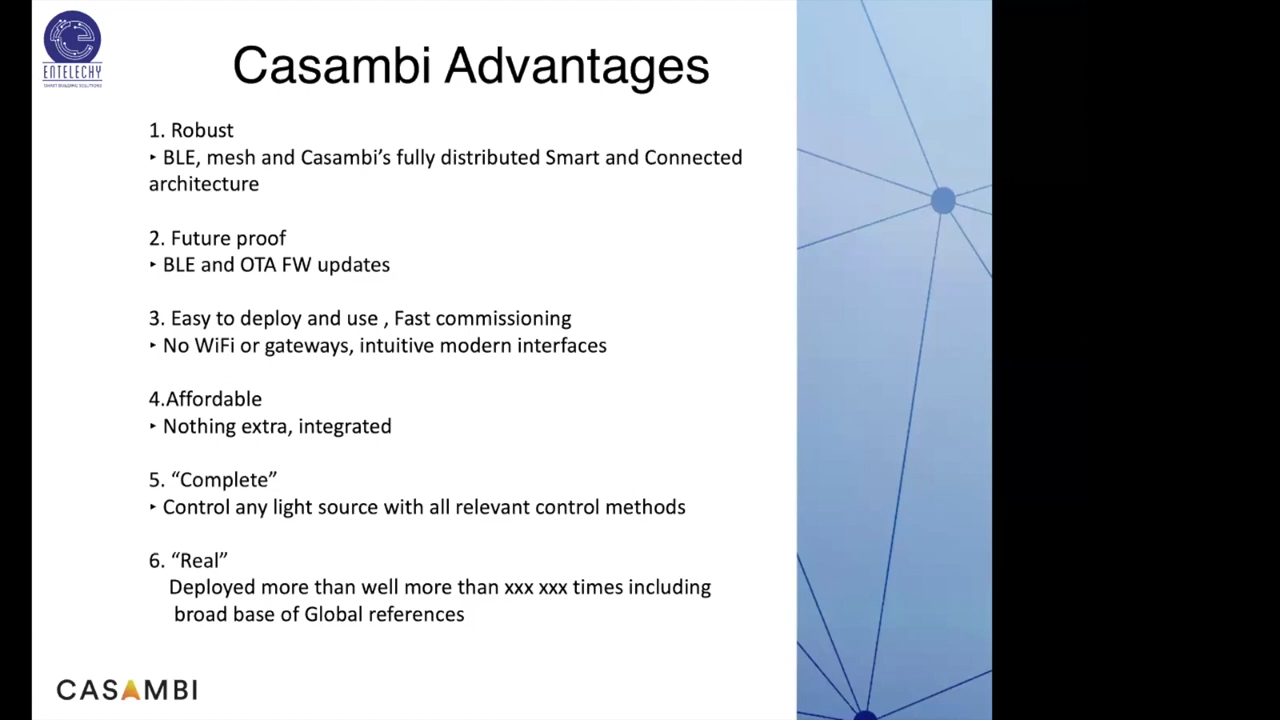 ENTELECHY
SMART BUILDING SOLUTIONS
Casambi Advantages
1. Robust
‣ BLE, mesh and Casambi’s fully distributed Smart and Connected
architecture
2. Future proof
‣ BLE and OTA FW updates
3. Easy to deploy and use , Fast commissioning
‣ No WiFi or gateways, intuitive modern interfaces
4.Affordable
‣ Nothing extra, integrated
5. “Complete”
‣ Control any light source with all relevant control methods
6. “Real”
Deployed more than well more than xxx xxx times including
broad base of Global references
CASAMBI